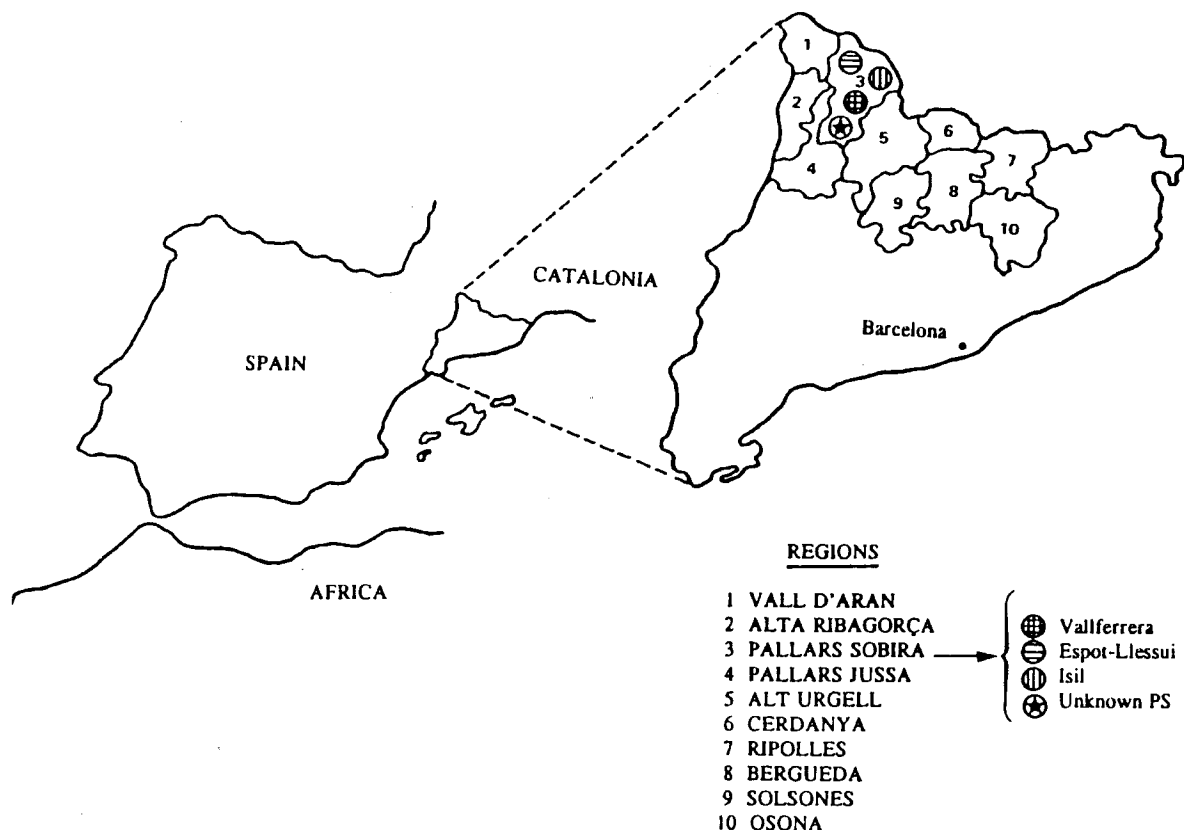 1
2
3
4
5
6
7
8
9
10
CATALONIA
SPAIN
Barcelona
AFRICA
REGIONS
1 VALL D'ARAN
2 ALTA RIBAGORÇA
3 PALLARS SOBIRA
4 PALLARS JUSSA
5 ALT URGELL
6 CERDANYA
7 RIPOLLES
8 BERGUEDA
9 SOLSONES
10 OSONA
Vallferrera
Espot-Llessui
Isil
Unknown PS